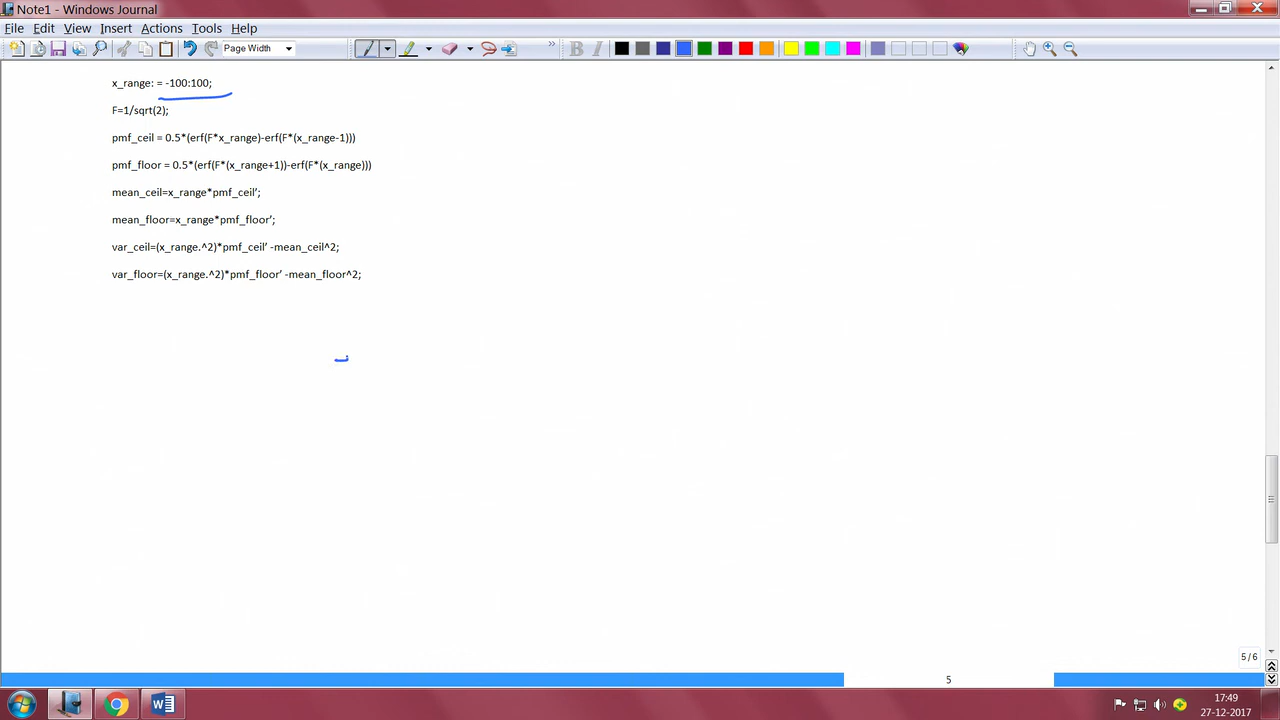 Note1 - Windows Journal
File Edit View Insert Actions Tools Help
Page Width
x_range: = -100:100;
F=1/sqrt(2);
pmf_ceil = 0.5*(erf(F*x_range)-erf(F*(x_range-1)))
pmf_floor = 0.5*(erf(F*(x_range+1))-erf(F*(x_range)))
mean_ceil=x_range*pmf_ceil’;
mean_floor=x_range*pmf_floor’;
var_ceil=(x_range.^2)*pmf_ceil’ -mean_ceil^2;
var_floor=(x_range.^2)*pmf_floor’ -mean_floor^2;
5 / 6
5
17:49
27-12-2017